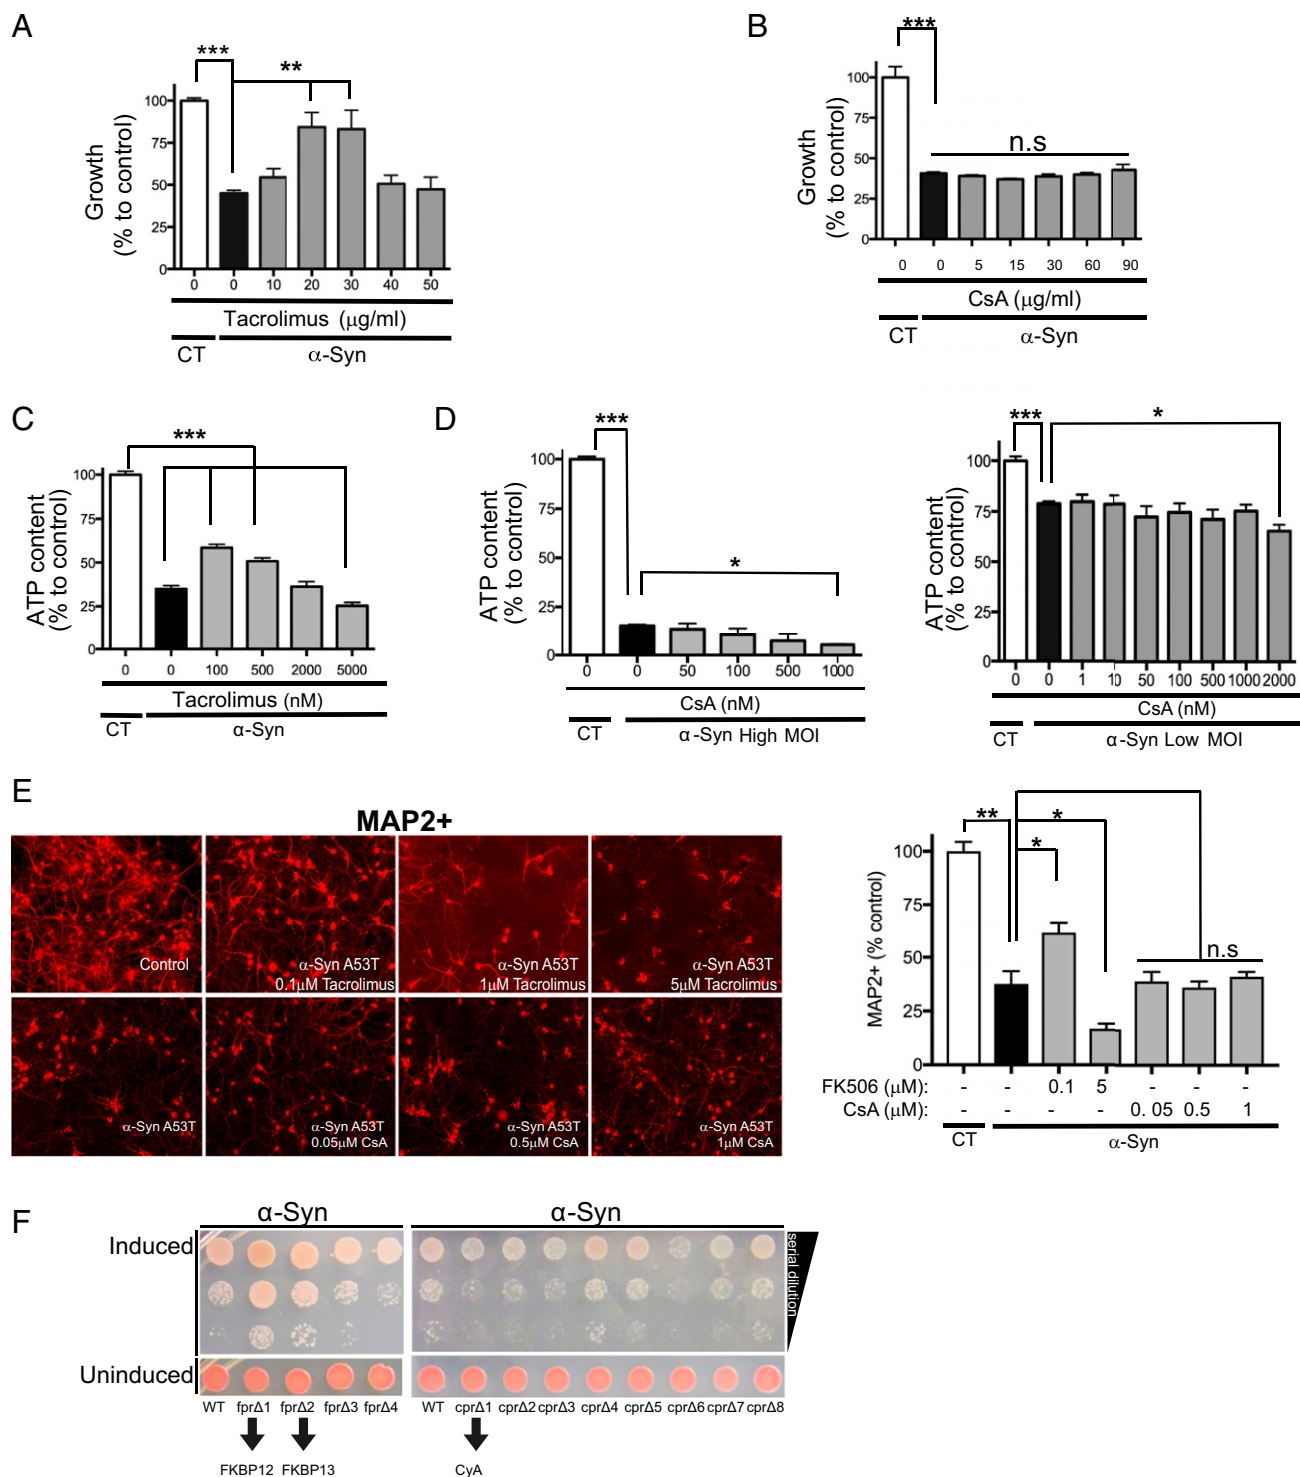 A
***
**
Growth
(% to control)
100
75
50
25
0
0 0 10 20 30 40 50
Tacrolimus (μg/ml)
CT α-Syn
B
***
n.s
Growth
(% to control)
100
75
50
25
0
0 0 5 15 30 60 90
CsA (μg/ml)
CT α-Syn
C
***
ATP content
(% to control)
100
75
50
25
0
0 0 100 500 2000 5000
Tacrolimus (nM)
CT α-Syn
D
***
*
ATP content
(% to control)
100
75
50
25
0
0 0 50 100 500 1000
CsA (nM)
CT α-Syn High MOI
***
*
ATP content
(% to control)
100
75
50
25
0
0 0 1 10 50 100 500 1000 2000
CsA (nM)
CT α-Syn Low MOI
E
MAP2+
Control
α-Syn A53T
0.1μM Tacrolimus
α-Syn A53T
1μM Tacrolimus
α-Syn A53T
5μM Tacrolimus
α-Syn A53T
α-Syn A53T
0.05μM CsA
α-Syn A53T
0.5μM CsA
α-Syn A53T
1μM CsA
**
*
*
n.s
MAP2+ (% control)
100
75
50
25
0
FK506 (μM): - - 0.1 5 - - -
CsA (μM): - - - - 0.05 0.5 1
CT α-Syn
F
α-Syn α-Syn
Induced
serial dilution
Uninduced
WT fprΔ1 fprΔ2 fprΔ3 fprΔ4 WT cprΔ1 cprΔ2 cprΔ3 cprΔ4 cprΔ5 cprΔ6 cprΔ7 cprΔ8
FKBP12 FKBP13 CyA